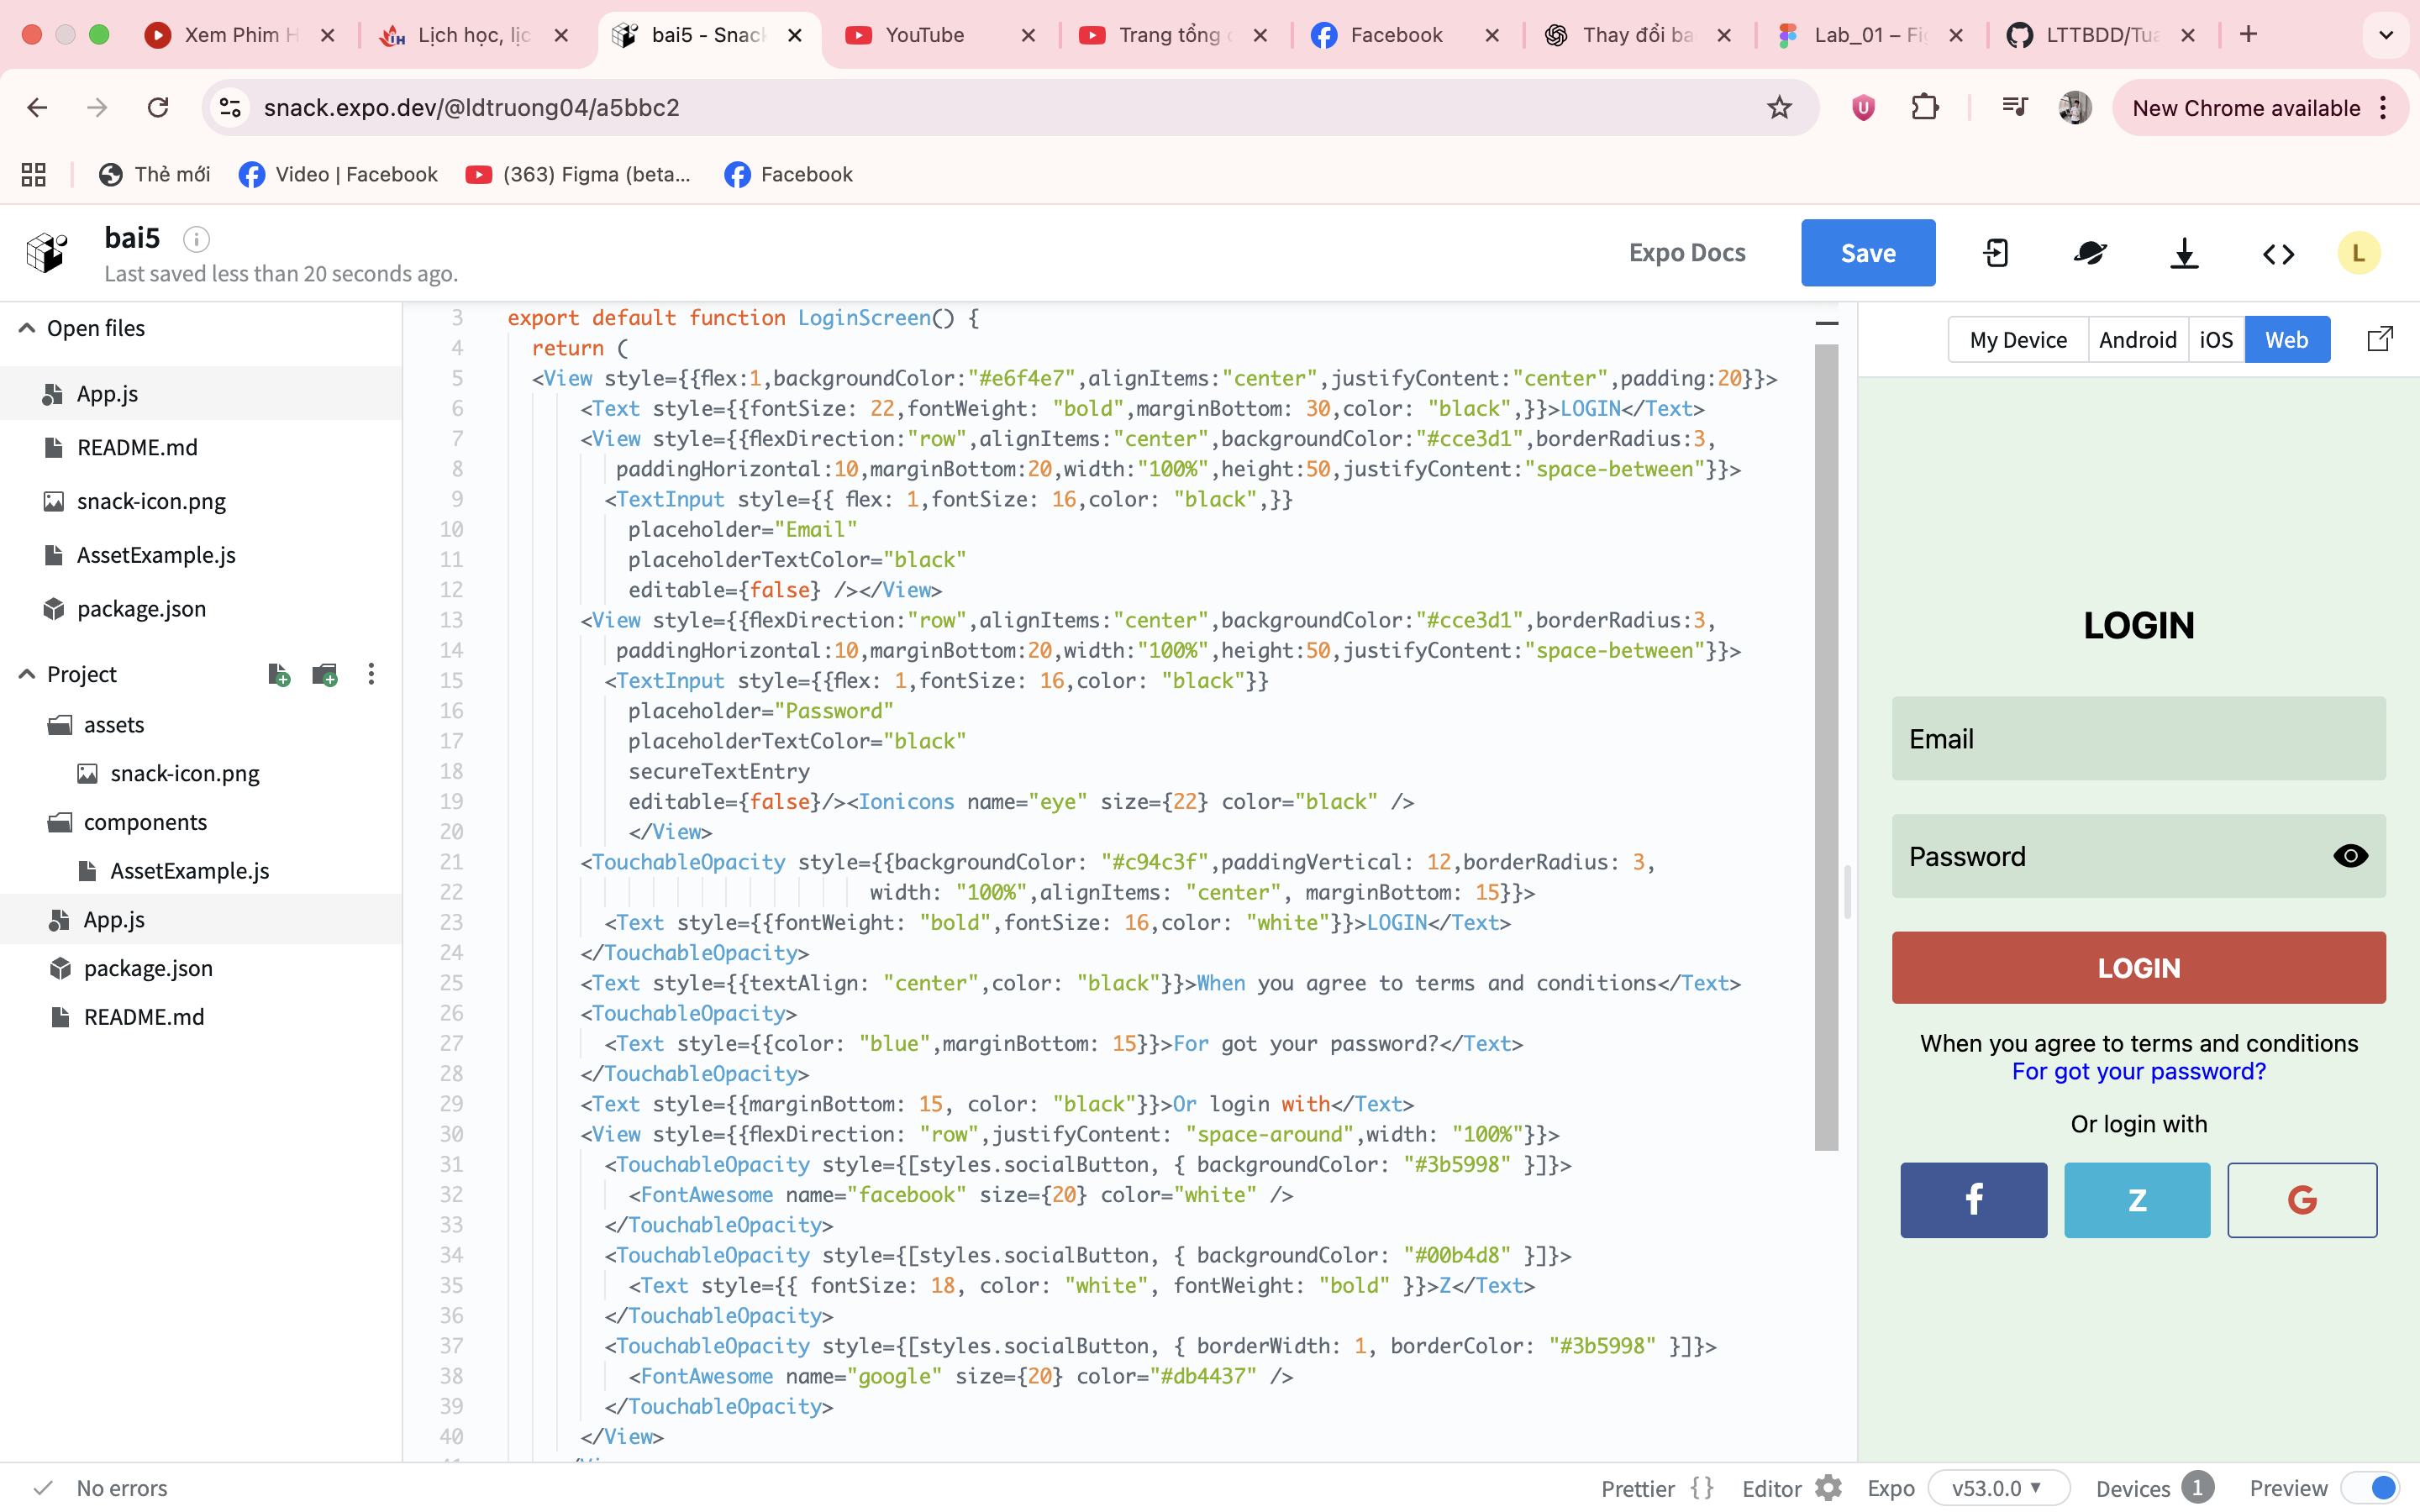 Xem Phim H
Lịch học, lịc
bai5 - Snac
YouTube
Trang tổng
Facebook
Thay đổi ba
Lab_01 – Fi
LTTBDD/Tua
snack.expo.dev/@ldtruong04/a5bbc2
New Chrome available
Thẻ mới
Video | Facebook
(363) Figma (beta...
Facebook
bai5
Last saved less than 20 seconds ago.
Expo Docs
Save
L
Open files
App.js
README.md
snack-icon.png
AssetExample.js
package.json
Project
assets
snack-icon.png
components
AssetExample.js
App.js
package.json
README.md
3 export default function LoginScreen() {
4 return (
5 <View style={{flex:1,backgroundColor:"#e6f4e7",alignItems:"center",justifyContent:"center",padding:20}}>
6 <Text style={{fontSize: 22,fontWeight: "bold",marginBottom: 30,color: "black",}}>LOGIN</Text>
7 <View style={{flexDirection:"row",alignItems:"center",backgroundColor:"#cce3d1",borderRadius:3,
8 paddingHorizontal:10,marginBottom:20,width:"100%",height:50,justifyContent:"space-between"}}>
9 <TextInput style={{ flex: 1,fontSize: 16,color: "black",}}
10 placeholder="Email"
11 placeholderTextColor="black"
12 editable={false} /></View>
13 <View style={{flexDirection:"row",alignItems:"center",backgroundColor:"#cce3d1",borderRadius:3,
14 paddingHorizontal:10,marginBottom:20,width:"100%",height:50,justifyContent:"space-between"}}>
15 <TextInput style={{flex: 1,fontSize: 16,color: "black"}}
16 placeholder="Password"
17 placeholderTextColor="black"
18 secureTextEntry
19 editable={false}/><Ionicons name="eye" size={22} color="black" />
20 </View>
21 <TouchableOpacity style={{backgroundColor: "#c94c3f",paddingVertical: 12,borderRadius: 3,
22 width: "100%",alignItems: "center", marginBottom: 15}}>
23 <Text style={{fontWeight: "bold",fontSize: 16,color: "white"}}>LOGIN</Text>
24 </TouchableOpacity>
25 <Text style={{textAlign: "center",color: "black"}}>When you agree to terms and conditions</Text>
26 <TouchableOpacity>
27 <Text style={{color: "blue",marginBottom: 15}}>For got your password?</Text>
28 </TouchableOpacity>
29 <Text style={{marginBottom: 15, color: "black"}}>Or login with</Text>
30 <View style={{flexDirection: "row",justifyContent: "space-around",width: "100%"}}>
31 <TouchableOpacity style={[styles.socialButton, { backgroundColor: "#3b5998" }]}>
32 <FontAwesome name="facebook" size={20} color="white" />
33 </TouchableOpacity>
34 <TouchableOpacity style={[styles.socialButton, { backgroundColor: "#00b4d8" }]}>
35 <Text style={{ fontSize: 18, color: "white", fontWeight: "bold" }}>Z</Text>
36 </TouchableOpacity>
37 <TouchableOpacity style={[styles.socialButton, { borderWidth: 1, borderColor: "#3b5998" }]}>
38 <FontAwesome name="google" size={20} color="#db4437" />
39 </TouchableOpacity>
40 </View>
My Device
Android
iOS
Web
LOGIN
Email
Password
LOGIN
When you agree to terms and conditions
For got your password?
Or login with
f
Z
G
No errors
Prettier {}
Editor
Expo
v53.0.0
Devices 1
Preview